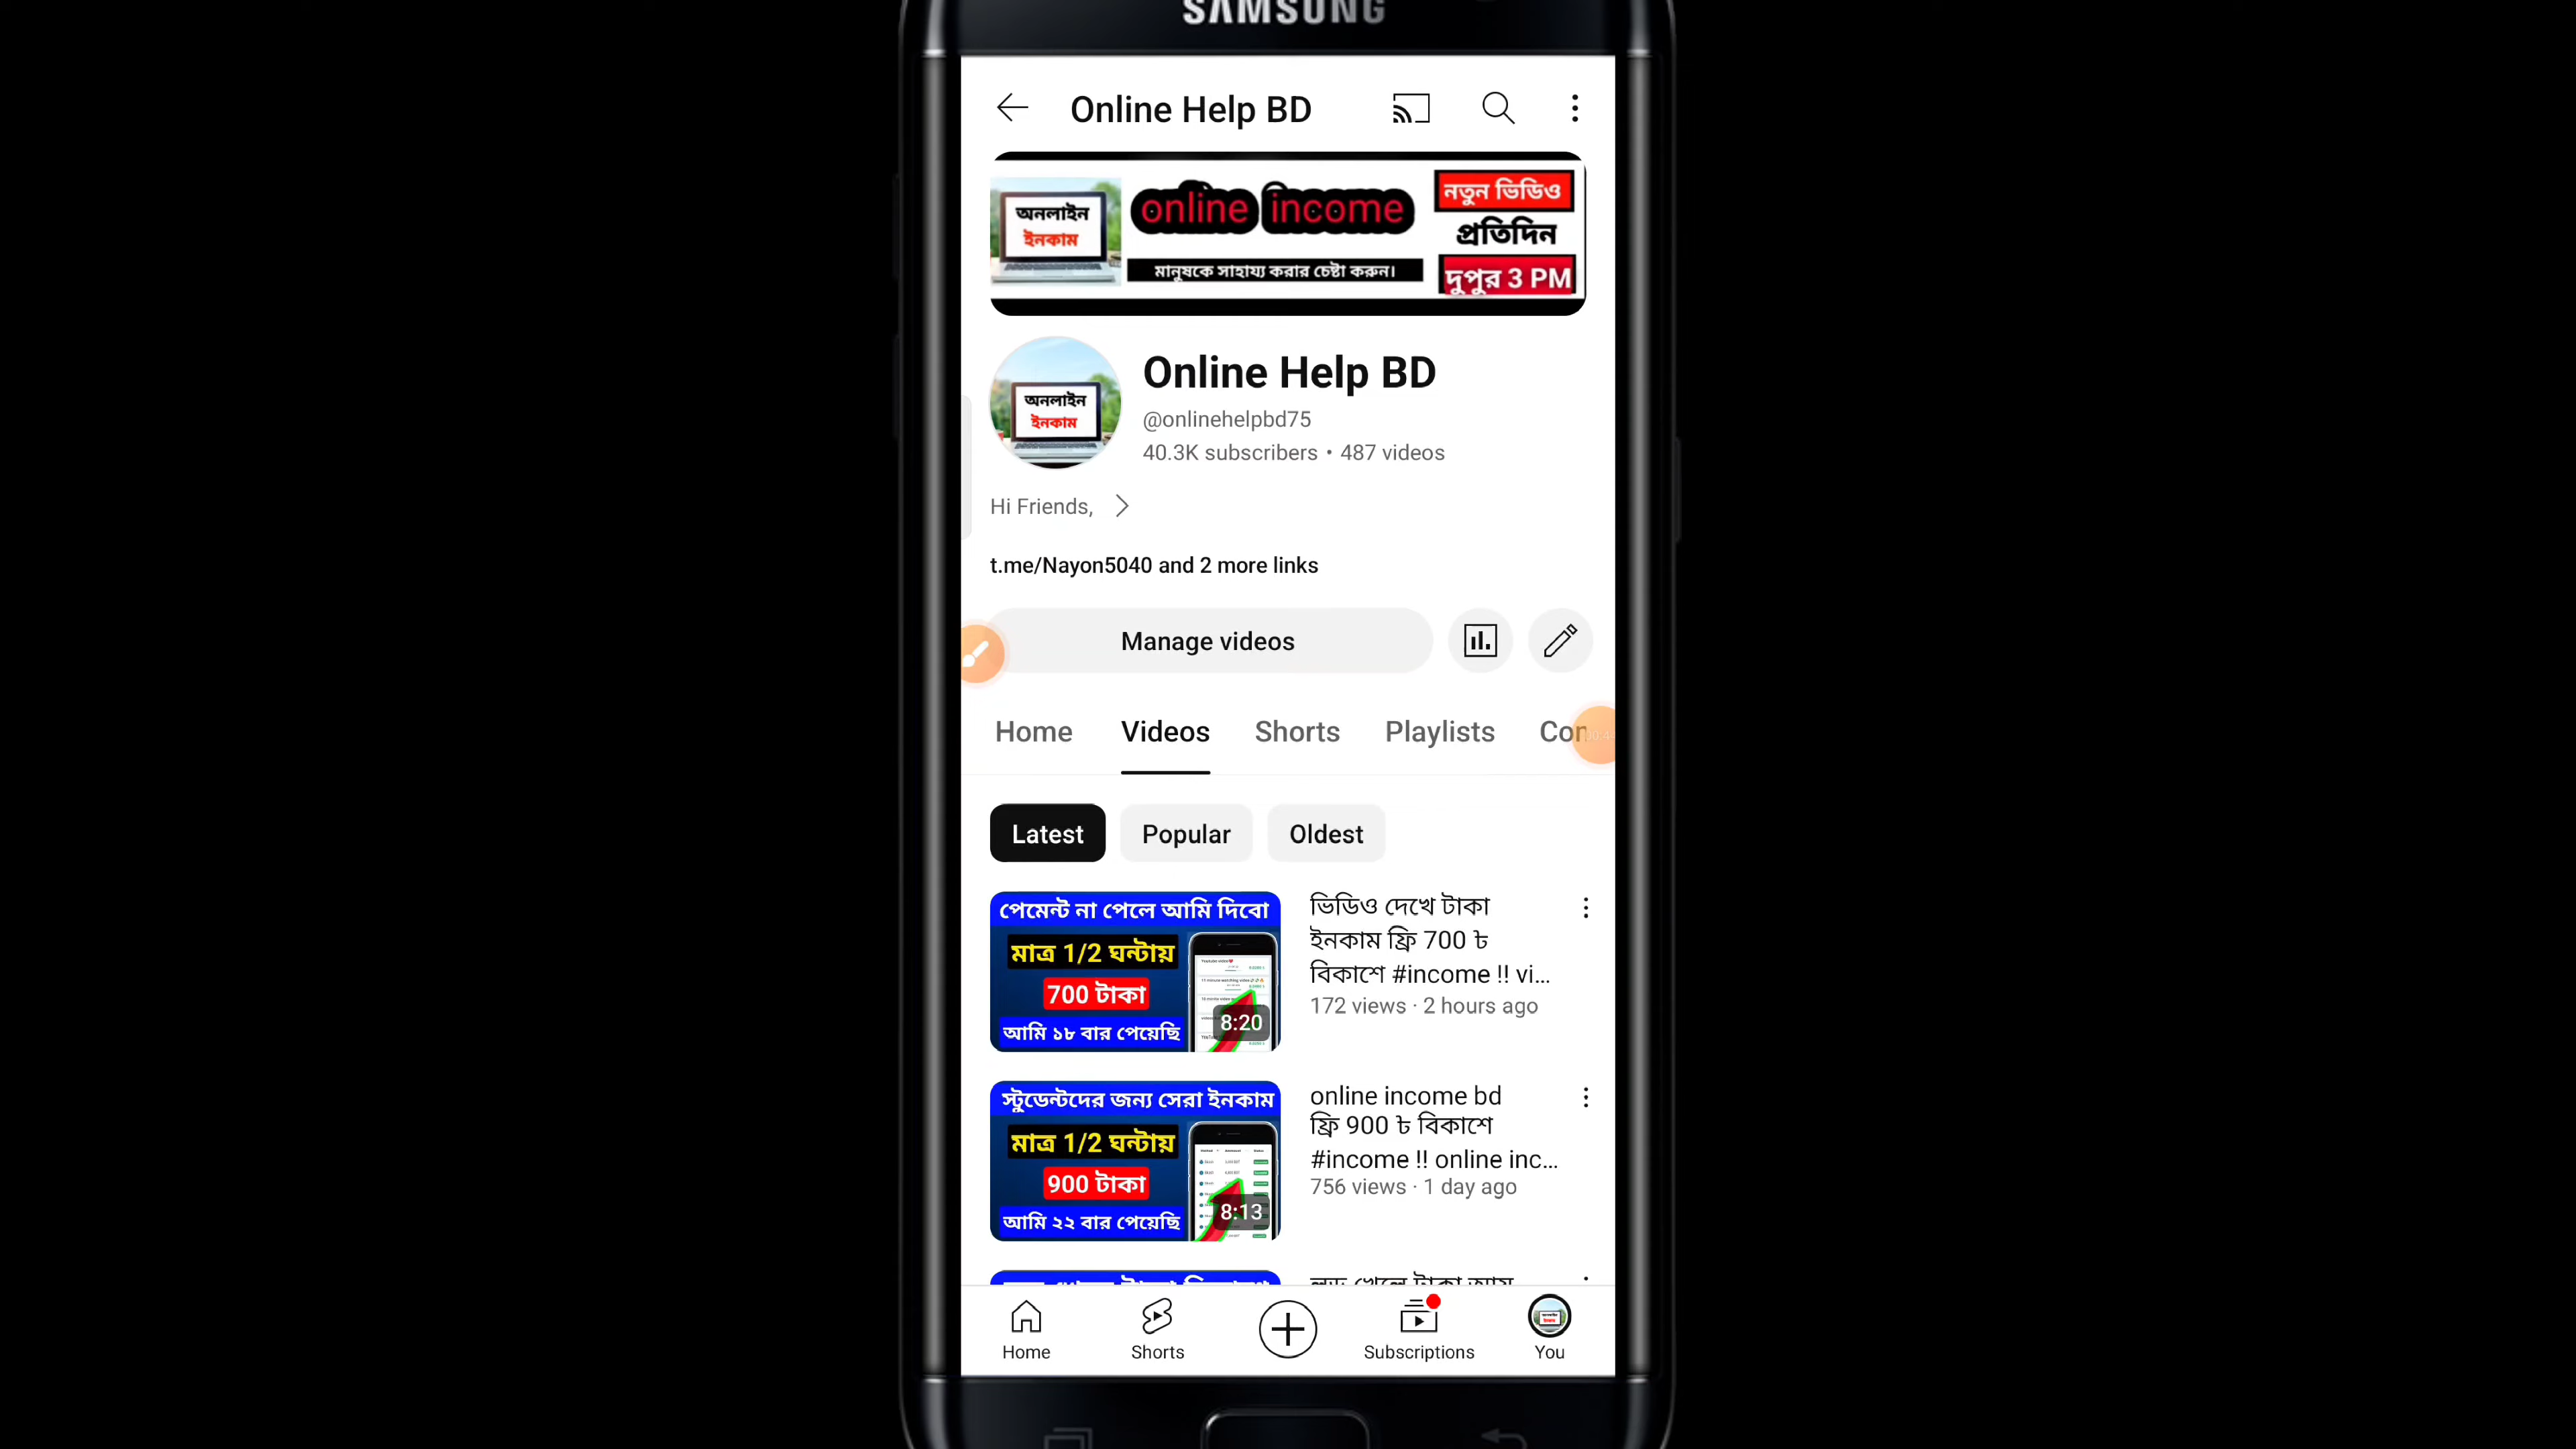 SAMSUNG
Online Help BD
অনলাইন
ইনকাম
online income
মানুষকে সাহায্য করার চেষ্টা করুন।
নতুন ভিডিও
প্রতিদিন
দুপুর 3 PM
অনলাইন
ইনকাম
Online Help BD
@onlinehelpbd75
40.3K subscribers • 487 videos
Hi Friends,
t.me/Nayon5040 and 2 more links
Manage videos
Home Videos Shorts Playlists Con
Latest Popular Oldest
পেমেন্ট না পেলে আমি দিবো
মাত্র 1/2 ঘন্টায়
700 টাকা
আমি ১৮ বার পেয়েছি
8:20
ভিডিও দেখে টাকা
ইনকাম ফ্রি 700 ৳
বিকাশে #income !! vi...
172 views · 2 hours ago
স্টুডেন্টদের জন্য সেরা ইনকাম
মাত্র 1/2 ঘন্টায়
900 টাকা
আমি ২২ বার পেয়েছি
8:13
online income bd
ফ্রি 900 ৳ বিকাশে
#income !! online inc...
756 views · 1 day ago
Home Shorts Subscriptions You